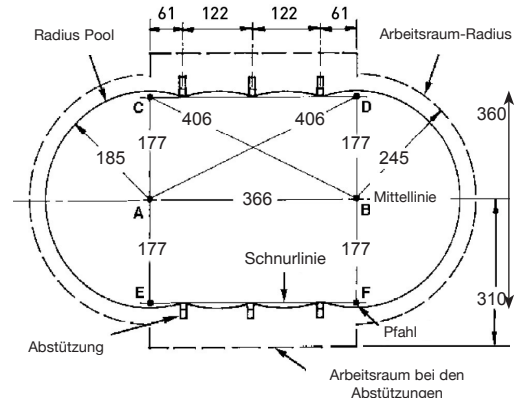 61 122 122 61
Radius Pool
Arbeitsraum-Radius
C D
360
406 406
177 177
185 245
366
A B Mittellinie
177 177
Schnurlinie
E F
310
Abstützung
Pfahl
Arbeitsraum bei den
Abstützungen